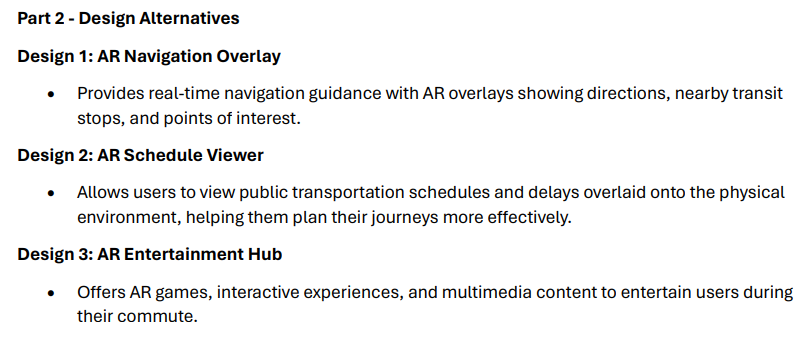 Part 2 - Design Alternatives
Design 1: AR Navigation Overlay
• Provides real-time navigation guidance with AR overlays showing directions, nearby transit
stops, and points of interest.
Design 2: AR Schedule Viewer
• Allows users to view public transportation schedules and delays overlaid onto the physical
environment, helping them plan their journeys more effectively.
Design 3: AR Entertainment Hub
• Offers AR games, interactive experiences, and multimedia content to entertain users during
their commute.